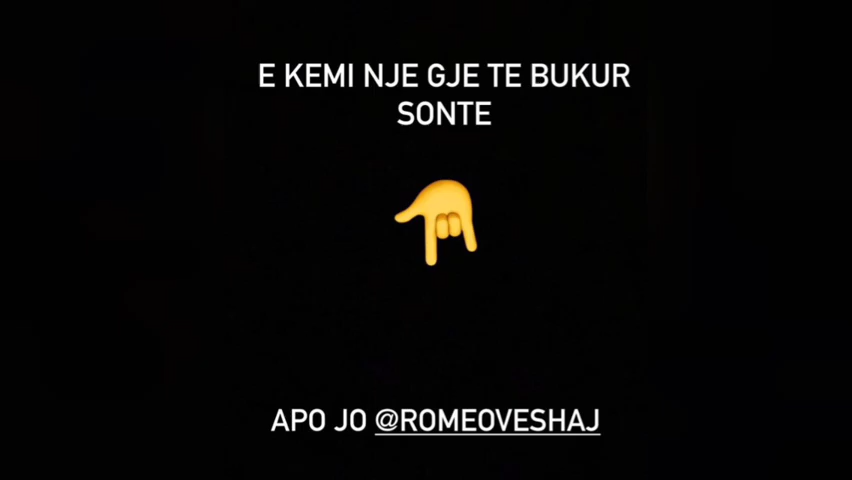 E KEMI NJE GJE TE BUKUR
SONTE
APO JO @ROMEOVESHAJ